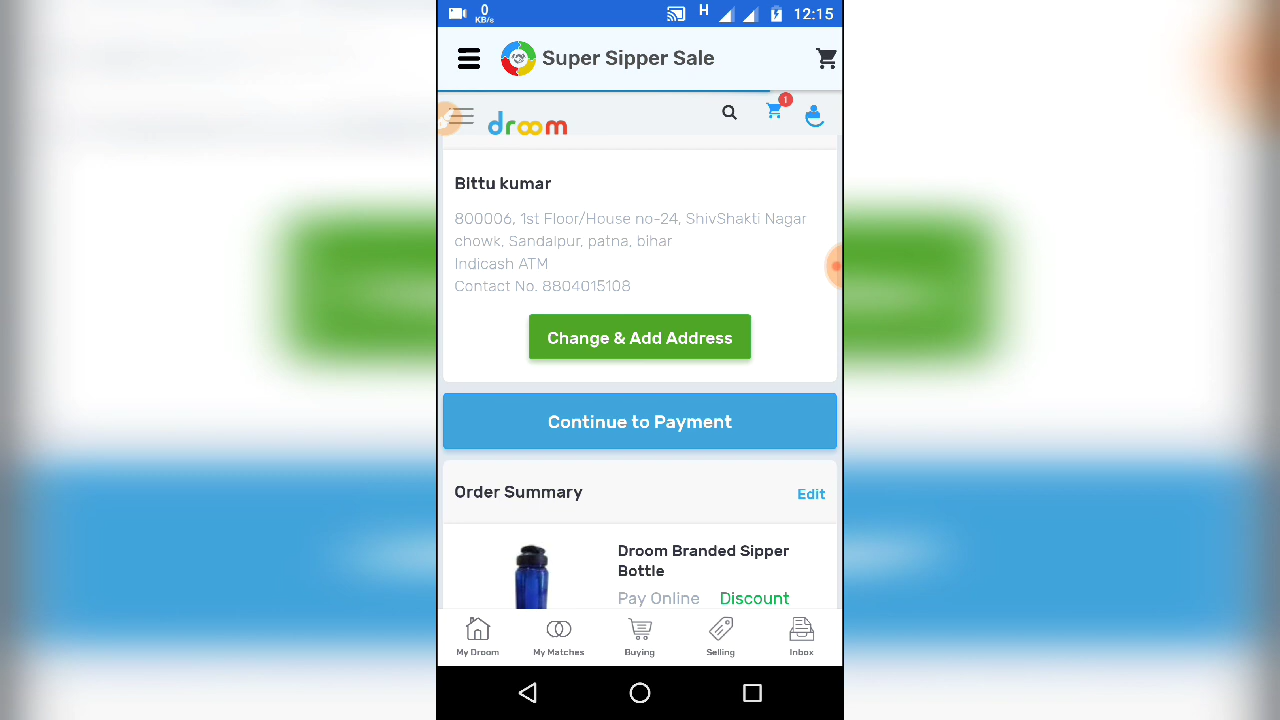 0
KB/s
H
12:15
Super Sipper Sale
1
droom
Bittu kumar
800006, 1st Floor/House no-24, ShivShakti Nagar
chowk, Sandalpur, patna, bihar
Indicash ATM
Contact No. 8804015108
Change & Add Address
Continue to Payment
Order Summary
Edit
Droom Branded Sipper
Bottle
Pay Online Discount
My Droom
My Matches
Buying
Selling
Inbox